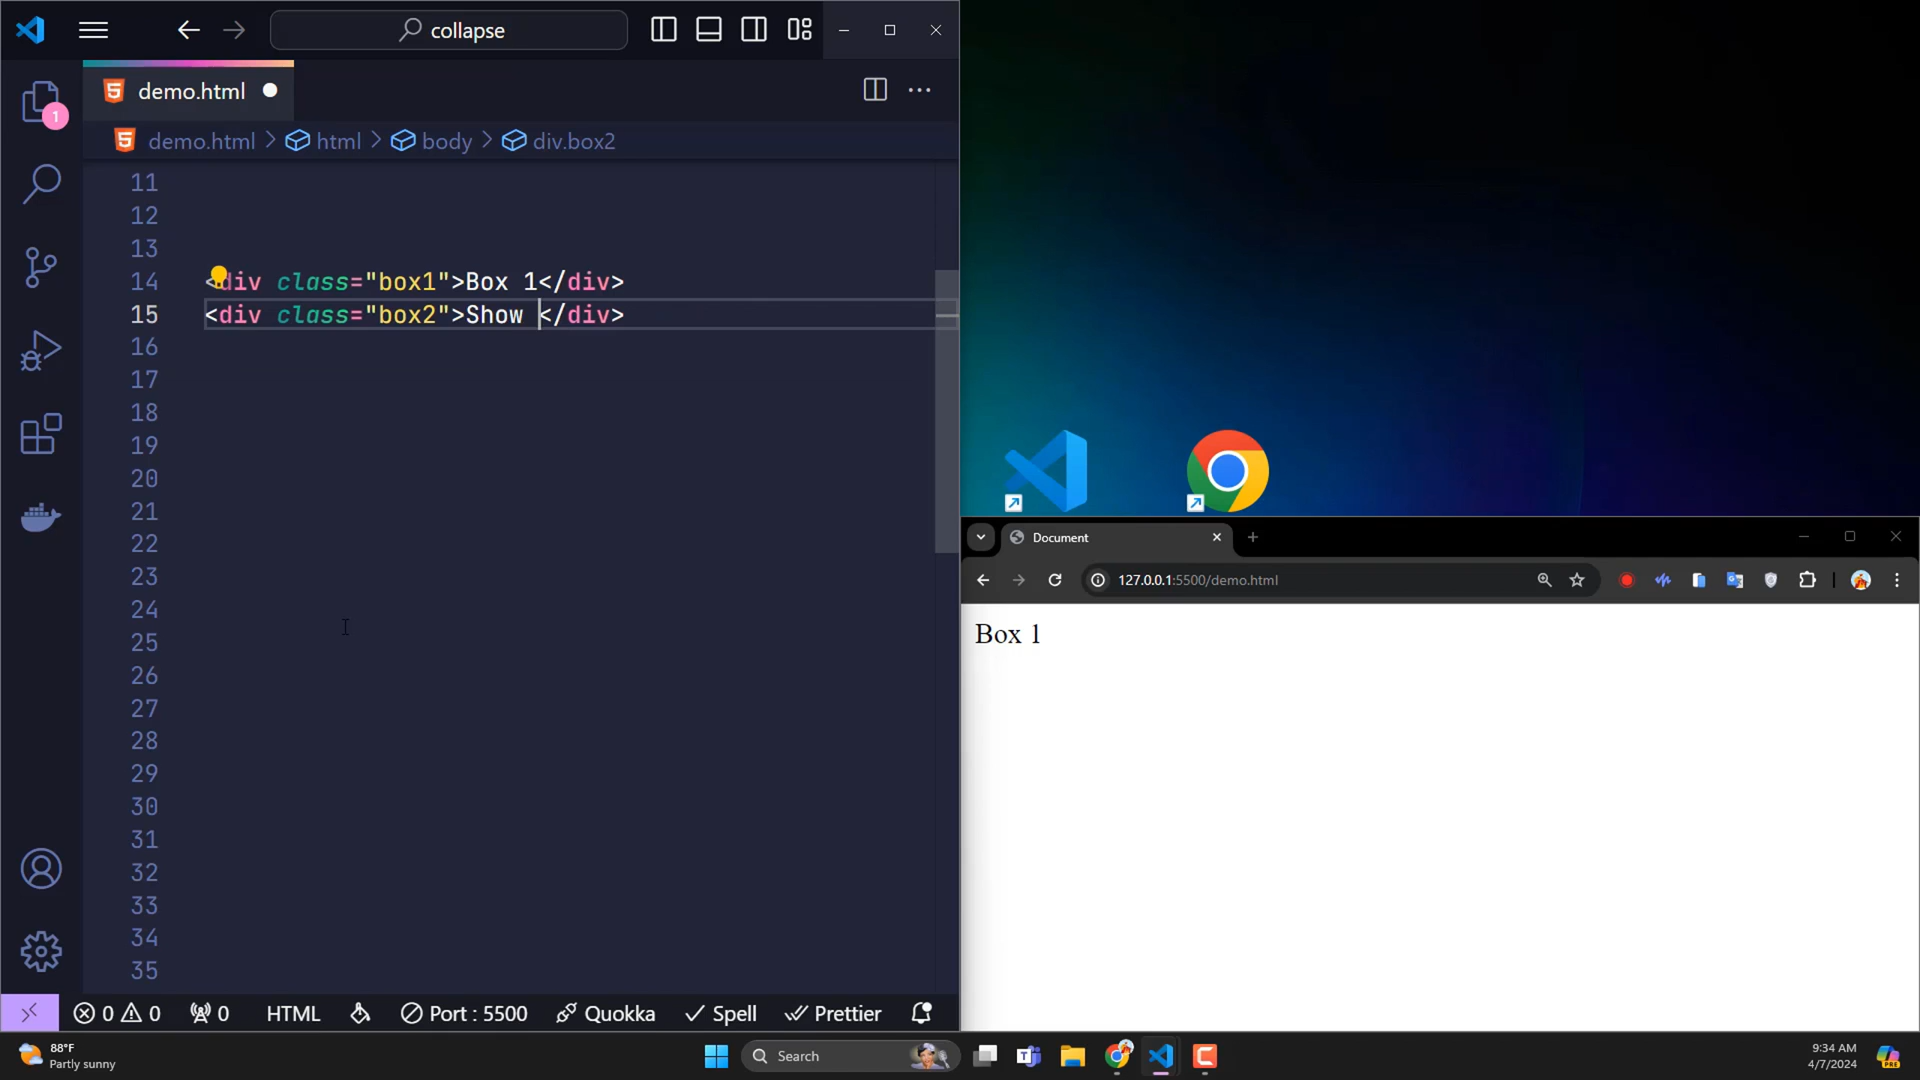 collapse
demo.html
1
demo.html > html > body > div.box2
11
12
13
14 <div class="box1">Box 1</div>
15 <div class="box2">Show </div>
16
17
18
19
20
21
22
23
24
25
26
27
28
29
30
31
32
33
34
35
0 0 0 HTML Port : 5500 Quokka Spell Prettier
Document
127.0.0.1:5500/demo.html
Box 1
88°F
Partly sunny
Search
9:34 AM
4/7/2024
PRE